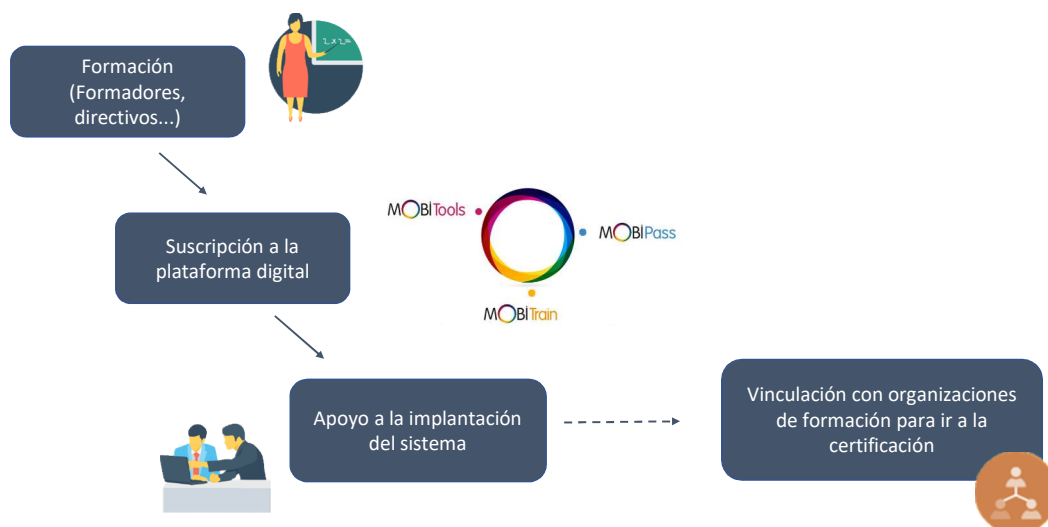 Formación
(Formadores,
directivos...)
2x2=
Suscripción a la
plataforma digital
MOBiTools
MOBiPass
MOBiTrain
Apoyo a la implantación
del sistema
Vinculación con organizaciones
de formación para ir a la
certificación